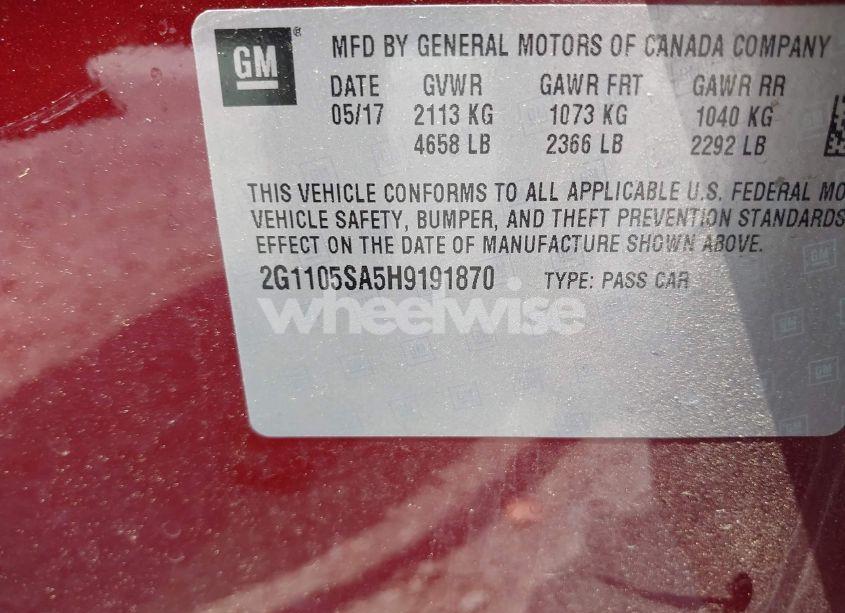 GM
MFD BY GENERAL MOTORS OF CANADA COMPANY
DATE GVWR GAWR FRT GAWR RR
05/17 2113 KG 1073 KG 1040 KG
4658 LB 2366 LB 2292 LB
THIS VEHICLE CONFORMS TO ALL APPLICABLE U.S. FEDERAL MO
VEHICLE SAFETY, BUMPER, AND THEFT PREVENTION STANDARDS
EFFECT ON THE DATE OF MANUFACTURE SHOWN ABOVE.
2G1105SA5H9191870 TYPE: PASS CAR
wheelwise
GM